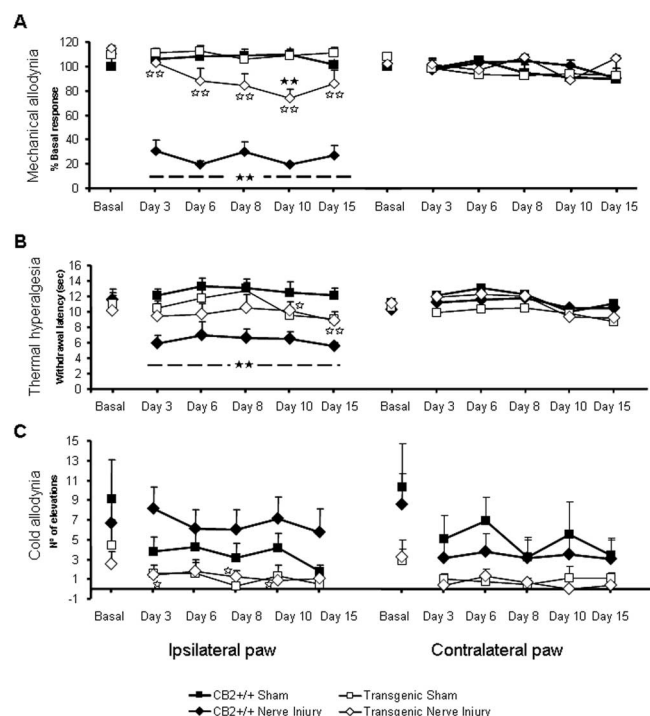 A
Mechanical allodynia
% Basal response
120
100
80
60
40
20
0
Basal Day 3 Day 6 Day 8 Day 10 Day 15 Basal Day 3 Day 6 Day 8 Day 10 Day 15
B
Thermal hyperalgesia
Withdrawal latency (sec)
16
14
12
10
8
6
4
2
0
Basal Day 3 Day 6 Day 8 Day 10 Day 15 Basal Day 3 Day 6 Day 8 Day 10 Day 15
C
Cold allodynia
Nº of elevations
15
13
11
9
7
5
3
1
-1
Basal Day 3 Day 6 Day 8 Day 10 Day 15 Basal Day 3 Day 6 Day 8 Day 10 Day 15
Ipsilateral paw Contralateral paw
CB2+/+ Sham Transgenic Sham
CB2+/+ Nerve Injury Transgenic Nerve Injury